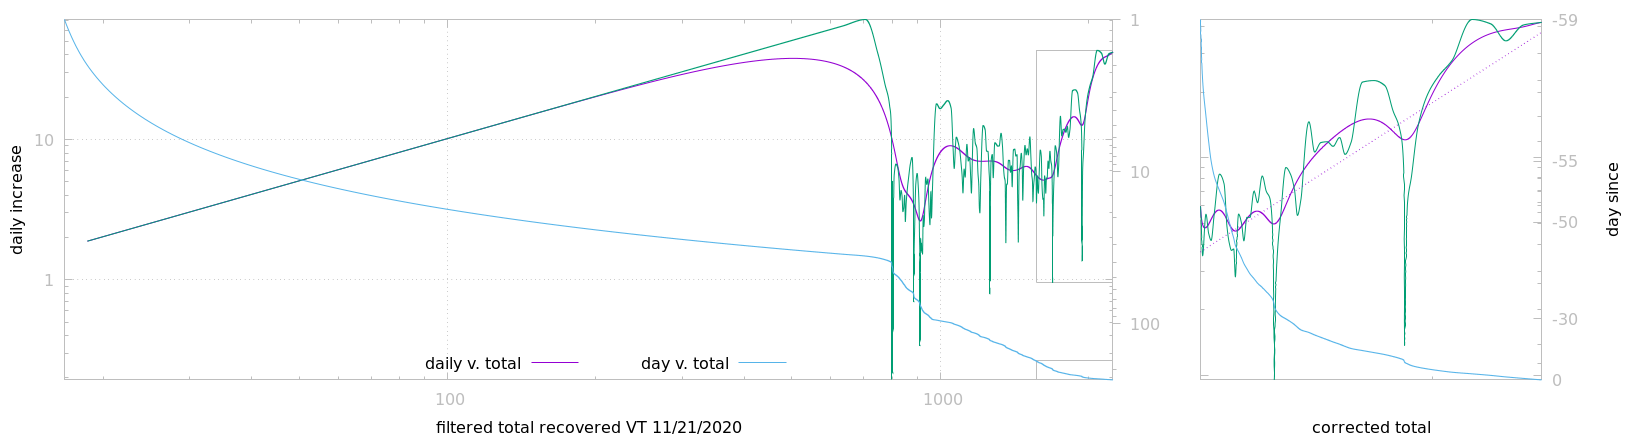 1
-59
10
-55
10
-50
daily increase
day since
1
100
-30
daily v. total
day v. total
0
100
1000
filtered total recovered VT 11/21/2020
corrected total